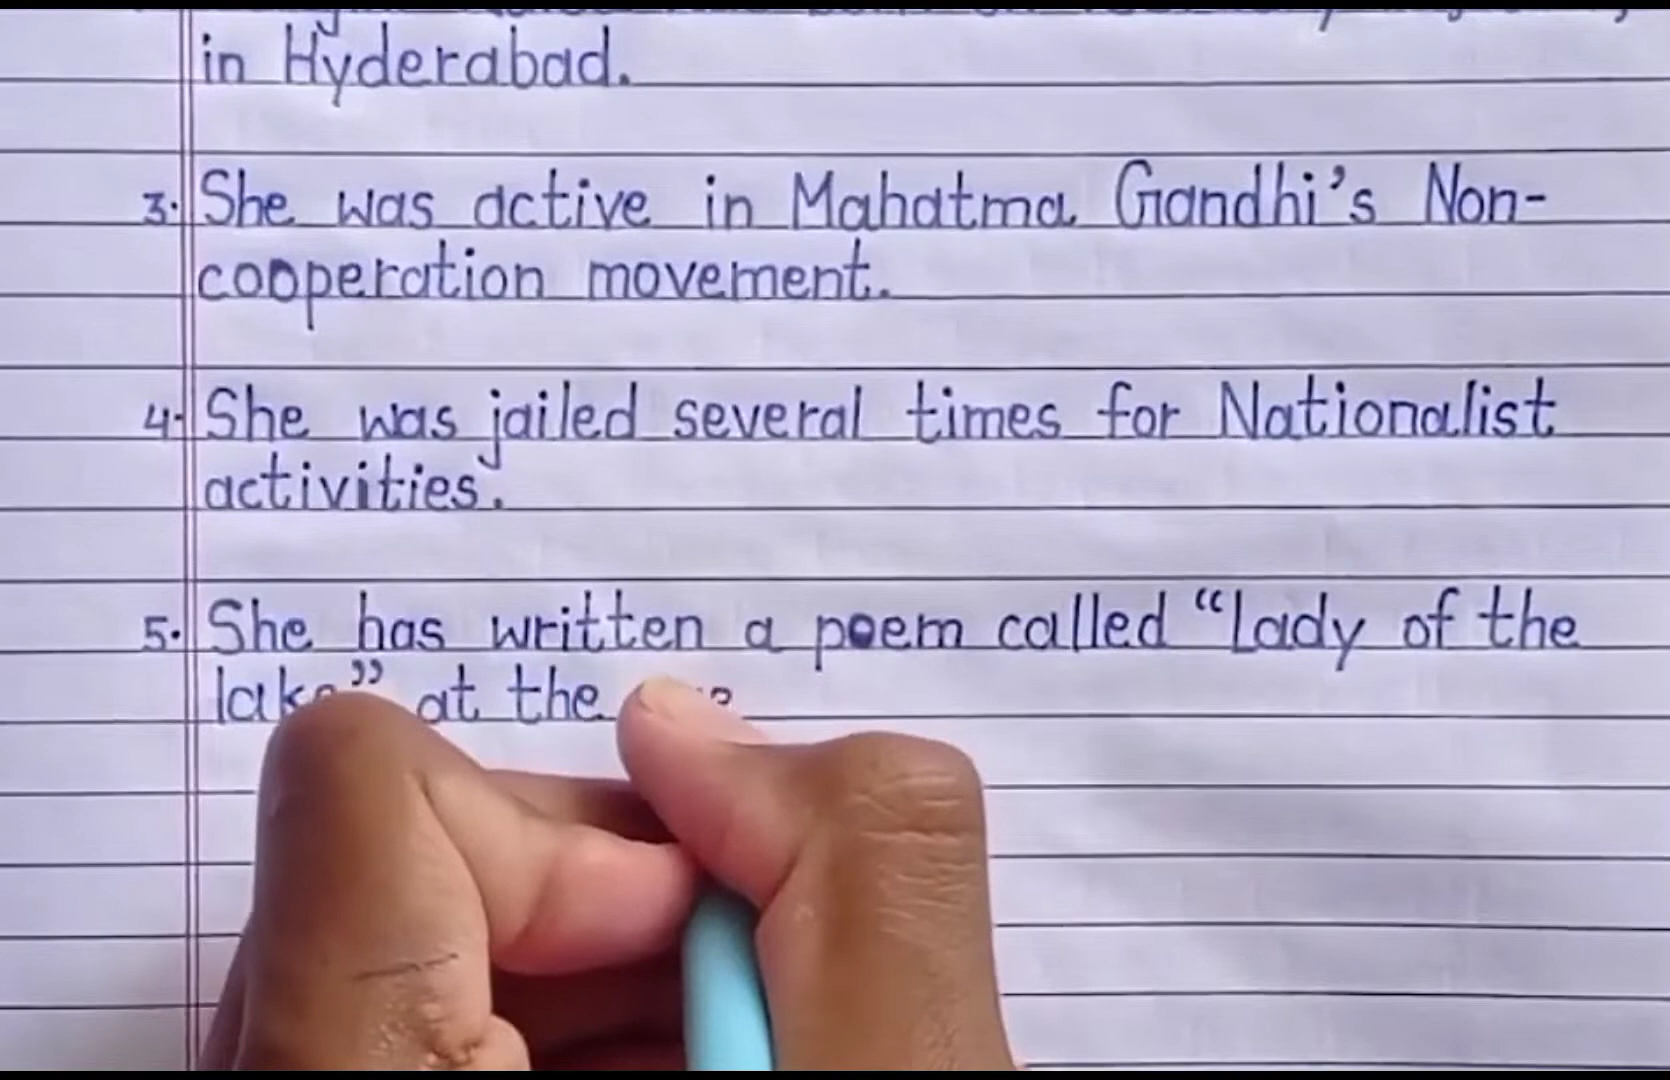 in Hyderabad.
3. She was active in Mahatma Gandhi's Non-
cooperation movement.
4. She was jailed several times for Nationalist
activities.
5. She has written a poem called “Lady of the
lake” at the